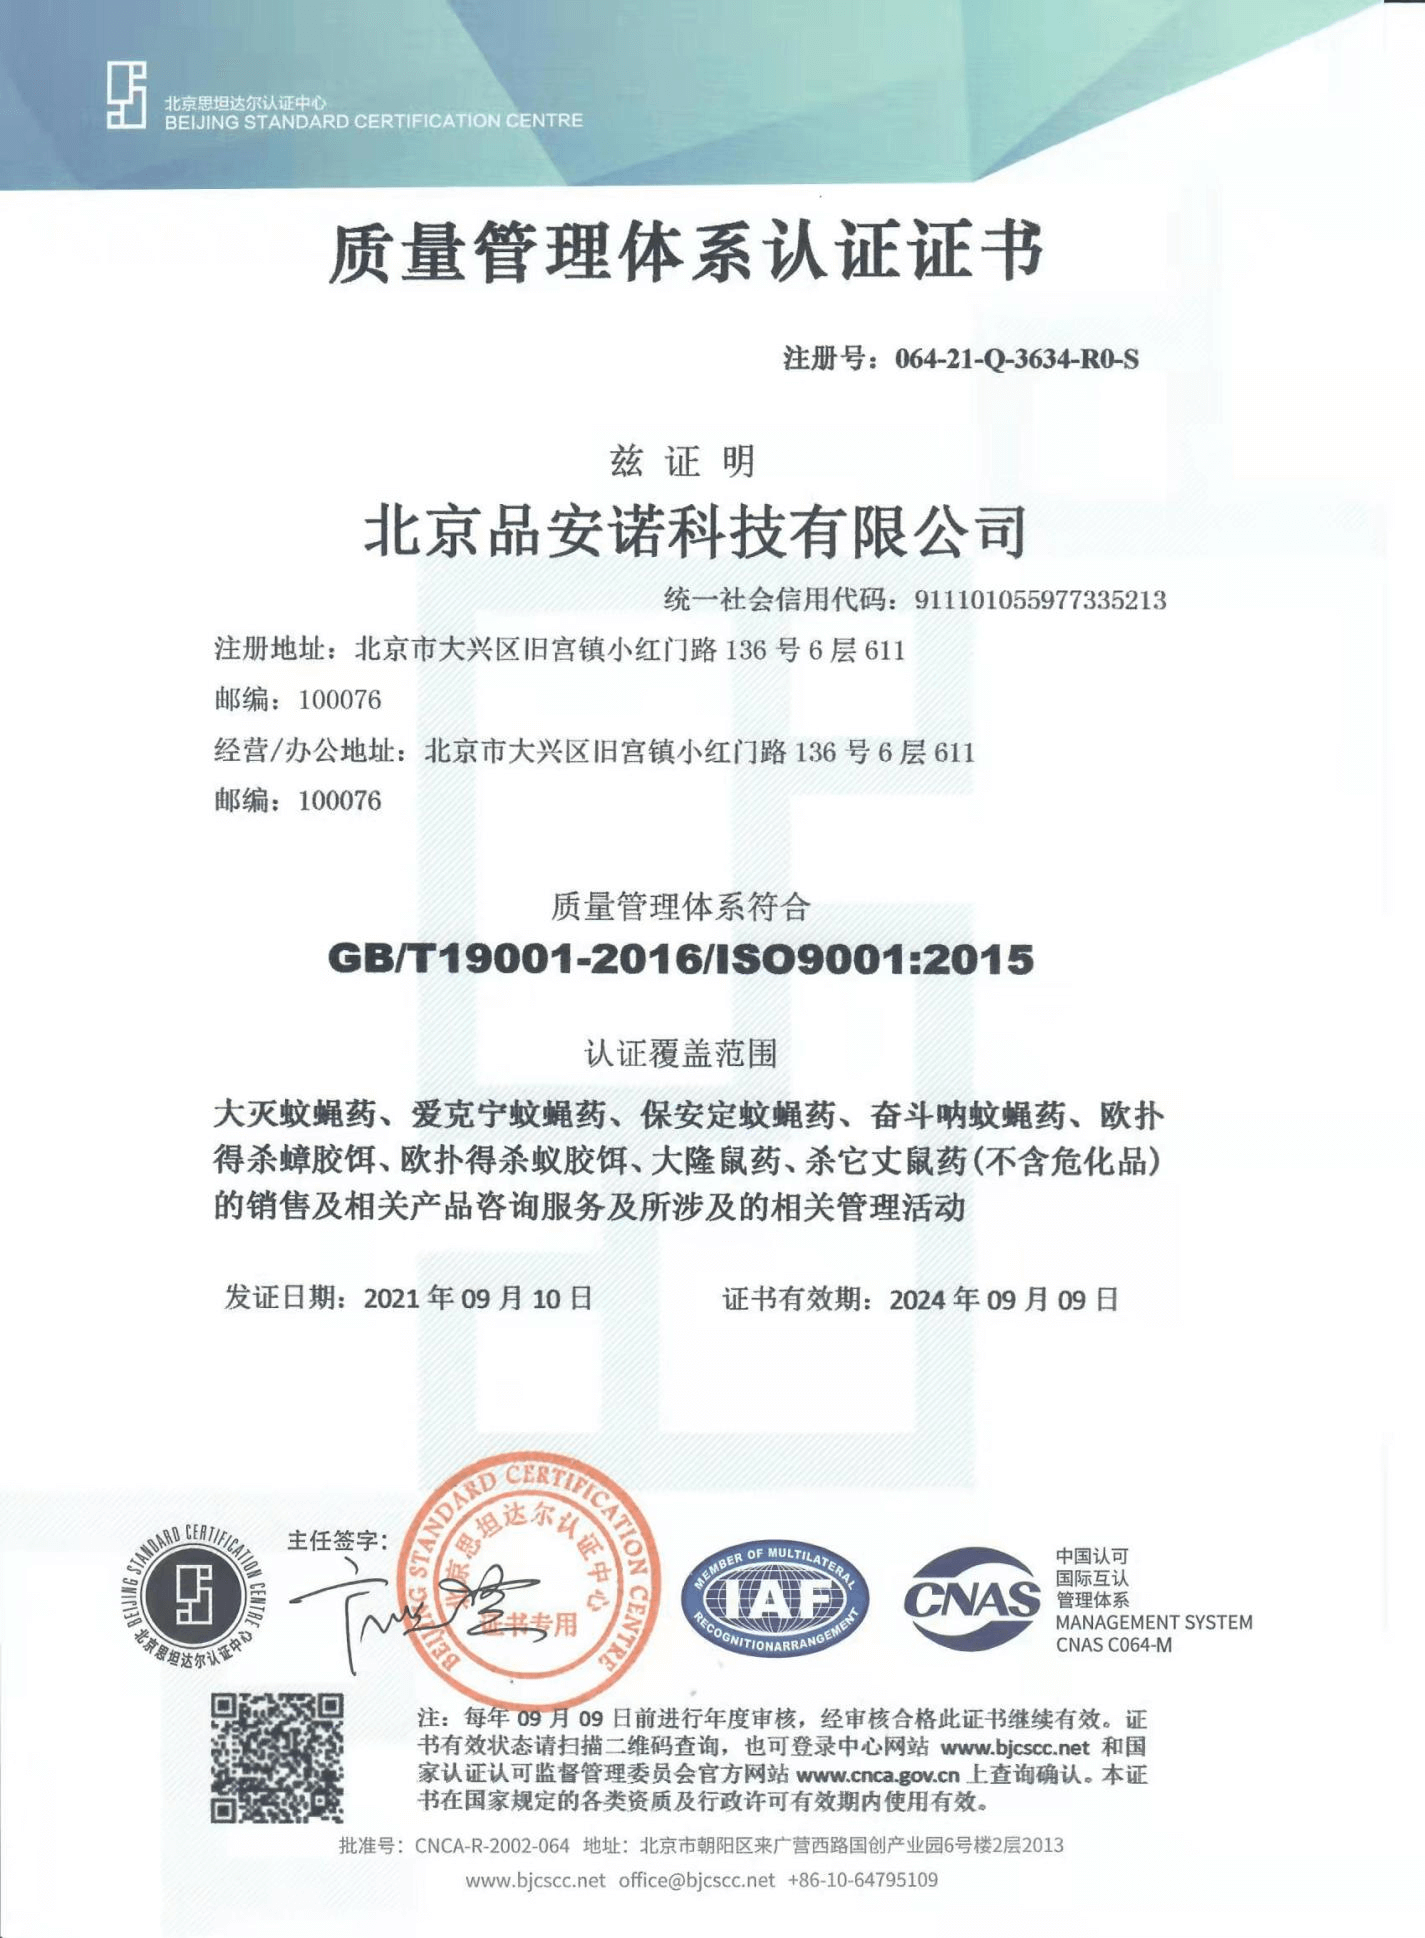 北京思坦达尔认证中心
BEIJING STANDARD CERTIFICATION CENTRE
质量管理体系认证证书
注册号：064-21-Q-3634-R0-S
兹 证 明
北京品安诺科技有限公司
统一社会信用代码：911101055977335213
注册地址：北京市大兴区旧宫镇小红门路 136 号 6 层 611
邮编：100076
经营/办公地址：北京市大兴区旧宫镇小红门路 136 号 6 层 611
邮编：100076
质量管理体系符合
GB/T19001-2016/ISO9001:2015
认证覆盖范围
大灭蚊蝇药、爱克宁蚊蝇药、保安定蚊蝇药、奋斗呐蚊蝇药、欧扑
得杀蟑胶饵、欧扑得杀蚁胶饵、大隆鼠药、杀它丈鼠药(不含危化品)
的销售及相关产品咨询服务及所涉及的相关管理活动
发证日期：2021 年 09 月 10 日
证书有效期：2024 年 09 月 09 日
BEIJING STANDARD CERTIFICATION CENTRE
北京思坦达尔认证中心
主任签字：
BEIJING STANDARD CERTIFICATION CENTRE
北京思坦达尔认证中心
证书专用
MEMBER OF MULTILATERAL
IAF
RECOGNITIONARRANGEMENT
CNAS
中国认可
国际互认
管理体系
MANAGEMENT SYSTEM
CNAS C064-M
注：每年 09 月 09 日前进行年度审核，经审核合格此证书继续有效。证
书有效状态请扫描二维码查询，也可登录中心网站 www.bjcscc.net 和国
家认证认可监督管理委员会官方网站 www.cnca.gov.cn 上查询确认。本证
书在国家规定的各类资质及行政许可有效期内使用有效。
批准号：CNCA-R-2002-064 地址：北京市朝阳区来广营西路国创产业园6号楼2层2013
www.bjcscc.net office@bjcscc.net +86-10-64795109